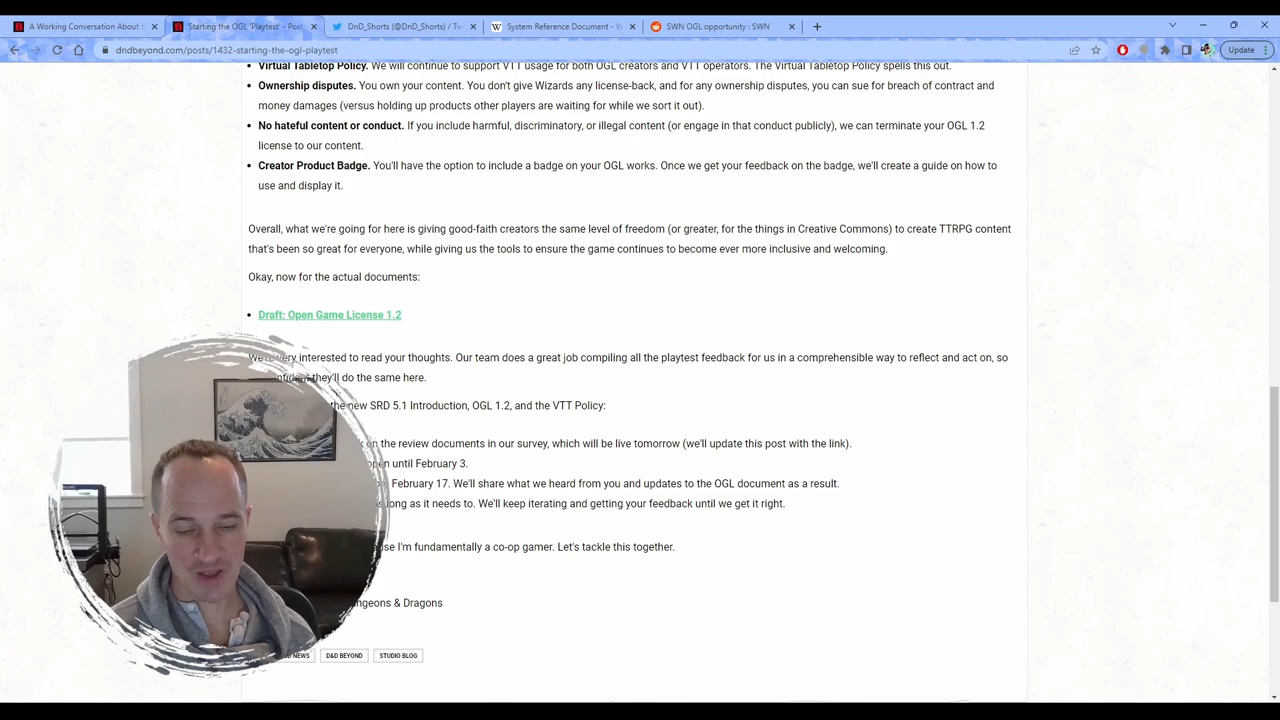 A Working Conversation About t
Starting the OGL 'Playtest' - Post
DnD_Shorts (@DnD_Shorts) / Tw
System Reference Document - W
SWN OGL opportunity : SWN
dndbeyond.com/posts/1432-starting-the-ogl-playtest
Update
Virtual Tabletop Policy. We will continue to support VTT usage for both OGL creators and VTT operators. The Virtual Tabletop Policy spells this out.
Ownership disputes. You own your content. You don't give Wizards any license-back, and for any ownership disputes, you can sue for breach of contract and
money damages (versus holding up products other players are waiting for while we sort it out).
No hateful content or conduct. If you include harmful, discriminatory, or illegal content (or engage in that conduct publicly), we can terminate your OGL 1.2
license to our content.
Creator Product Badge. You'll have the option to include a badge on your OGL works. Once we get your feedback on the badge, we'll create a guide on how to
use and display it.
Overall, what we're going for here is giving good-faith creators the same level of freedom (or greater, for the things in Creative Commons) to create TTRPG content
that's been so great for everyone, while giving us the tools to ensure the game continues to become ever more inclusive and welcoming.
Okay, now for the actual documents:
Draft: Open Game License 1.2
We're very interested to read your thoughts. Our team does a great job compiling all the playtest feedback for us in a comprehensible way to reflect and act on, so
they'll do the same here.
the new SRD 5.1 Introduction, OGL 1.2, and the VTT Policy:
on the review documents in our survey, which will be live tomorrow (we'll update this post with the link).
open until February 3.
February 17. We'll share what we heard from you and updates to the OGL document as a result.
long as it needs to. We'll keep iterating and getting your feedback until we get it right.
I'm fundamentally a co-op gamer. Let's tackle this together.
& Dragons
NEWS
D&D BEYOND
STUDIO BLOG